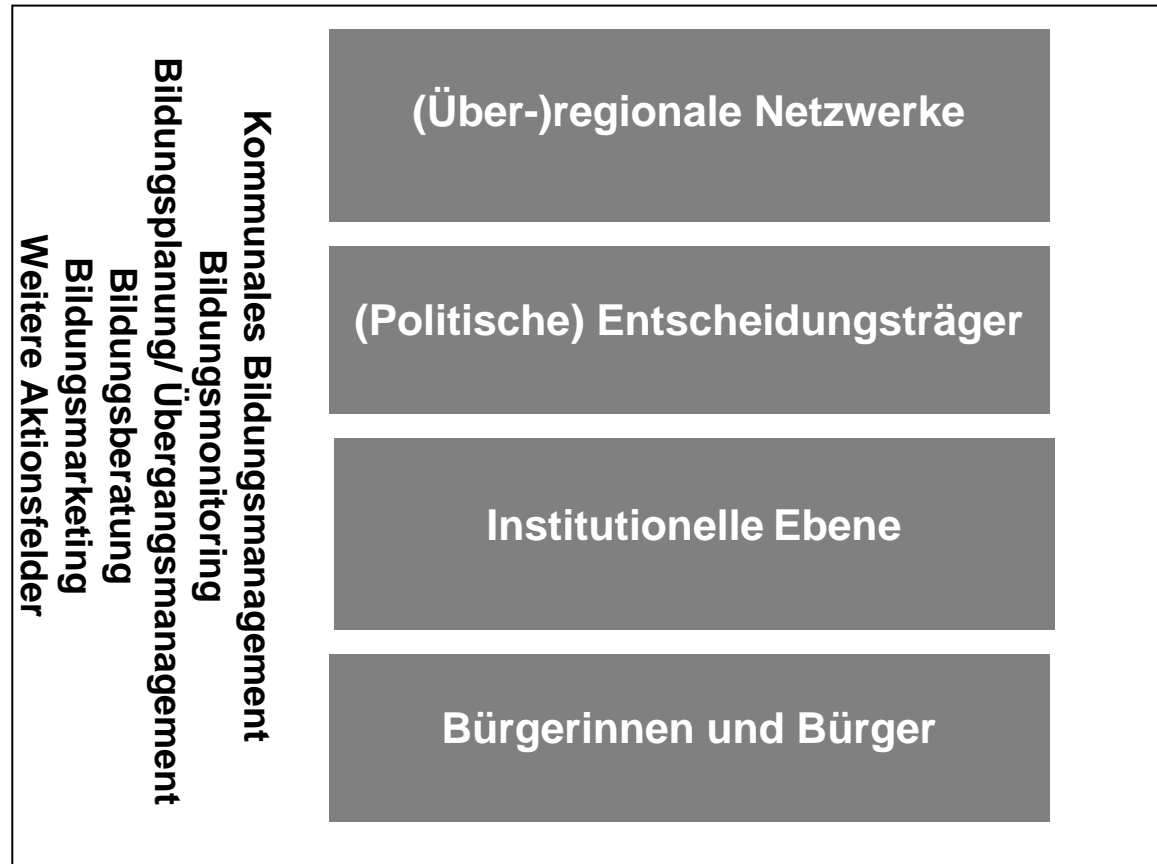 Kommunales Bildungsmanagement
Bildungsmonitoring
Bildungsplanung/ Übergangsmanagement
Bildungsberatung
Bildungsmarketing
Weitere Aktionsfelder
(Über-)regionale Netzwerke
(Politische) Entscheidungsträger
Institutionelle Ebene
Bürgerinnen und Bürger